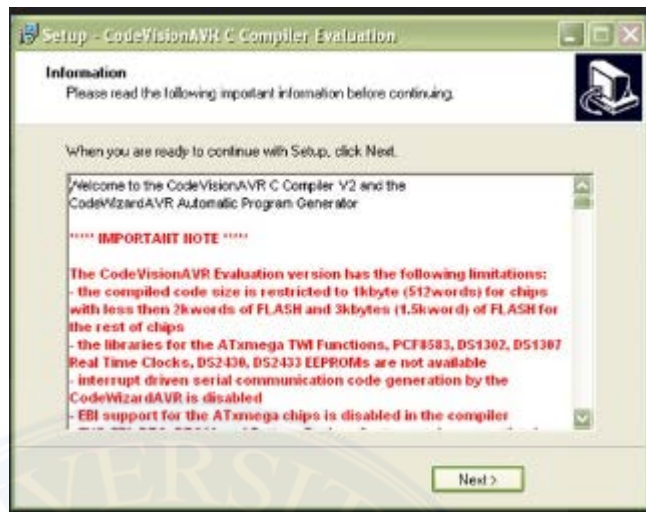 Setup - CodeVisionAVR C Compiler Evaluation
Information
Please read the following important information before continuing.
When you are ready to continue with Setup, click Next.
Welcome to the CodeVisionAVR C Compiler V2 and the
CodeWizardAVR Automatic Program Generator
***** IMPORTANT NOTE *****
The CodeVisionAVR Evaluation version has the following limitations:
- the compiled code size is restricted to 1kbyte (512words) for chips
with less then 2kwords of FLASH and 3kbytes (1.5kword) of FLASH for
the rest of chips
- the libraries for the ATxmega TWI Functions, PCF8583, DS1302, DS1307
Real Time Clocks, DS2430, DS2433 EEPROMs are not available
- interrupt driven serial communication code generation by the
CodeWizardAVR is disabled
- EBI support for the ATxmega chips is disabled in the compiler
Next >
VERSIT